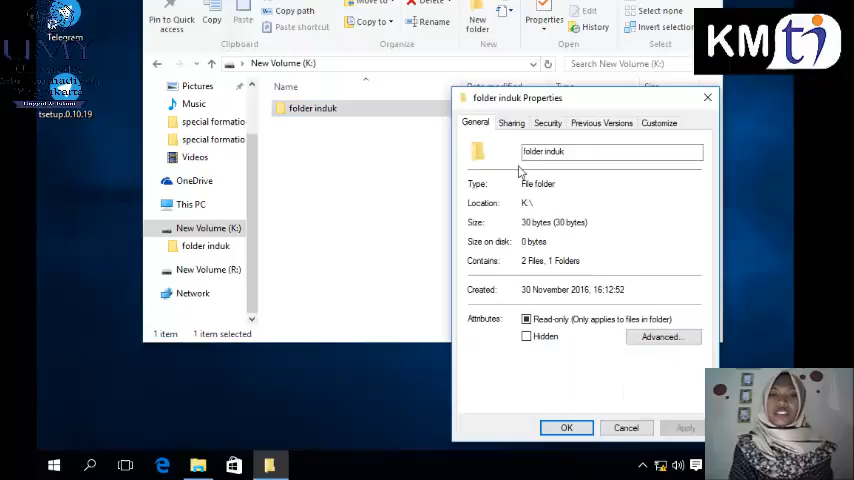 Pin to Quick access
Copy
Paste
Copy path
Paste shortcut
Clipboard
Copy to
Delete
Rename
Organize
New folder
Properties
Edit
History
Open
Select none
Invert selection
Select
New Volume (K:)
Search New Volume (K:)
Telegram
tsetup.0.10.19
KMTi
Pictures
Music
special formatio
special formatio
Videos
OneDrive
This PC
New Volume (K:)
folder induk
New Volume (R:)
Network
1 item
1 item selected
Name
Date modified
folder induk
folder induk Properties
General
Sharing
Security
Previous Versions
Customize
folder induk
Type: File folder
Location: K:\
Size: 30 bytes (30 bytes)
Size on disk: 0 bytes
Contains: 2 Files, 1 Folders
Created: 30 November 2016, 16:12:52
Attributes: Read-only (Only applies to files in folder)
Hidden
Advanced...
OK
Cancel
Apply